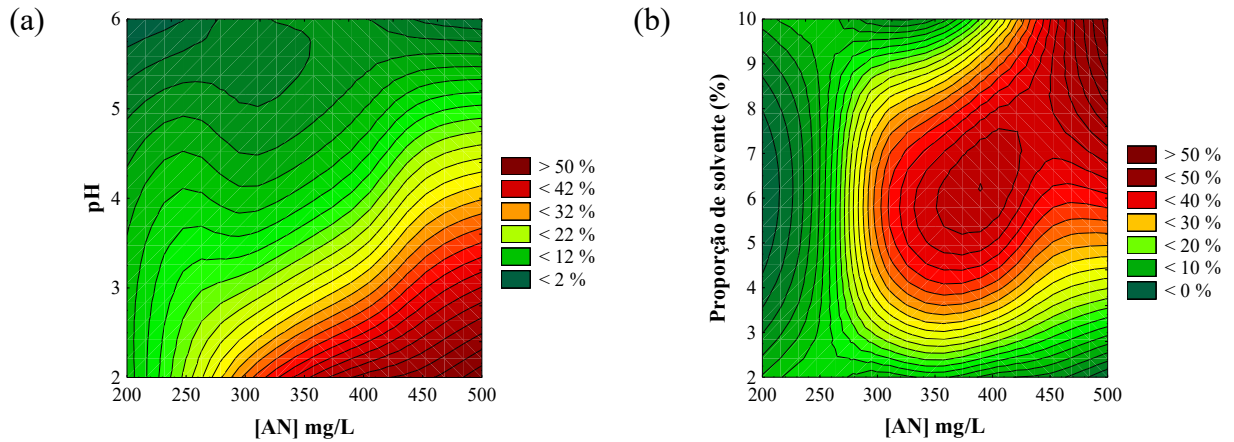 (a)
6
5
4
3
2
pH
200 250 300 350 400 450 500
[AN] mg/L
> 50 %
< 42 %
< 32 %
< 22 %
< 12 %
< 2 %
(b)
10
9
8
7
6
5
4
3
2
Proporção de solvente (%)
200 250 300 350 400 450 500
[AN] mg/L
> 50 %
< 50 %
< 40 %
< 30 %
< 20 %
< 10 %
< 0 %